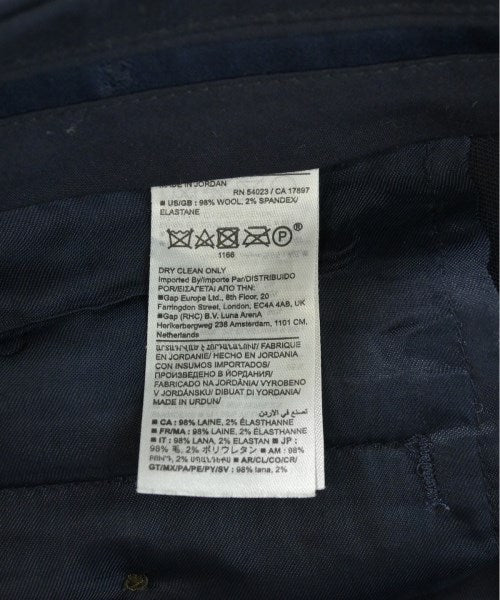 MADE IN JORDAN
RN 54023 / CA 17897
■ US/GB : 98% WOOL, 2% SPANDEX/
ELASTANE
P ®
1166
DRY CLEAN ONLY
Imported By/Importe Par/DISTRIBUIDO
POR/ΕΙΣΑΓΕΤΑΙ ΑΠΟ ΤΗΝ:
■Gap Europe Ltd., 8th Floor, 20
Farringdon Street, London, EC4A 4AB, UK
■Gap (RHC) B.V. Luna ArenA
Herikerbergweg 238 Amsterdam, 1101 CM.
Netherlands
FABRIQUE
EN JORDANIE/ HECHO EN JORDANIA
CON INSUMOS IMPORTADOS/
ПРОИЗВЕДЕНО В ИОРДАНИЯ/
FABRICADO NA JORDÂNIA/ VYROBENO
V JORDÁNSKU/ DIBUAT DI YORDANIA/
MADE IN URDUN/
تصنع في الأردن
■ CA : 98% LAINE, 2% ÉLASTHANNE
■ FR/MA : 98% LAINE, 2% ÉLASTHANNE
■ IT : 98% LANA, 2% ELASTAN ■ JP :
98% 毛, 2% ポリウレタン ■ AM : 98%
2% ■ AR/CL/CO/CR/
GT/MX/PA/PE/PY/SV : 98% lana, 2%